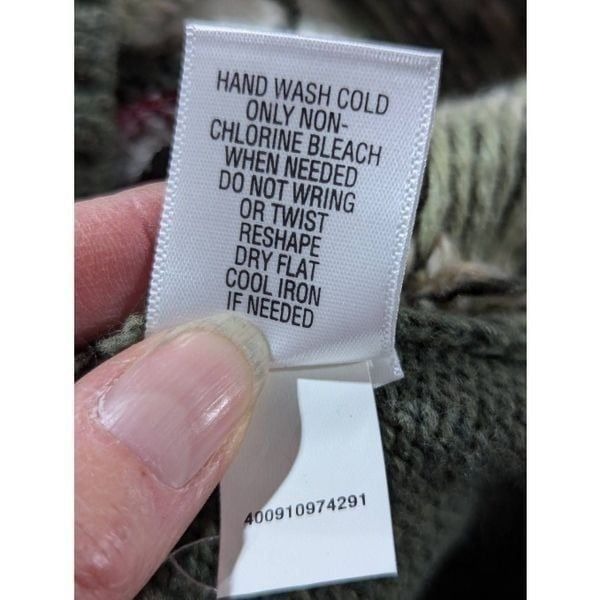 HAND WASH COLD
ONLY NON-
CHLORINE BLEACH
WHEN NEEDED
DO NOT WRING
OR TWIST
RESHAPE
DRY FLAT
COOL IRON
IF NEEDED
400910974291